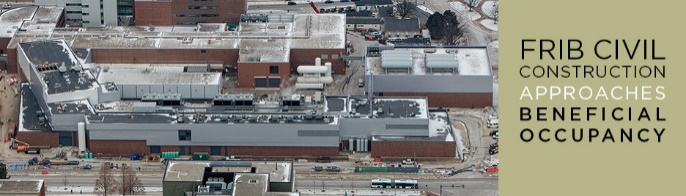 FRIB CIVIL
CONSTRUCTION
APPROACHES
BENEFICIAL
OCCUPANCY